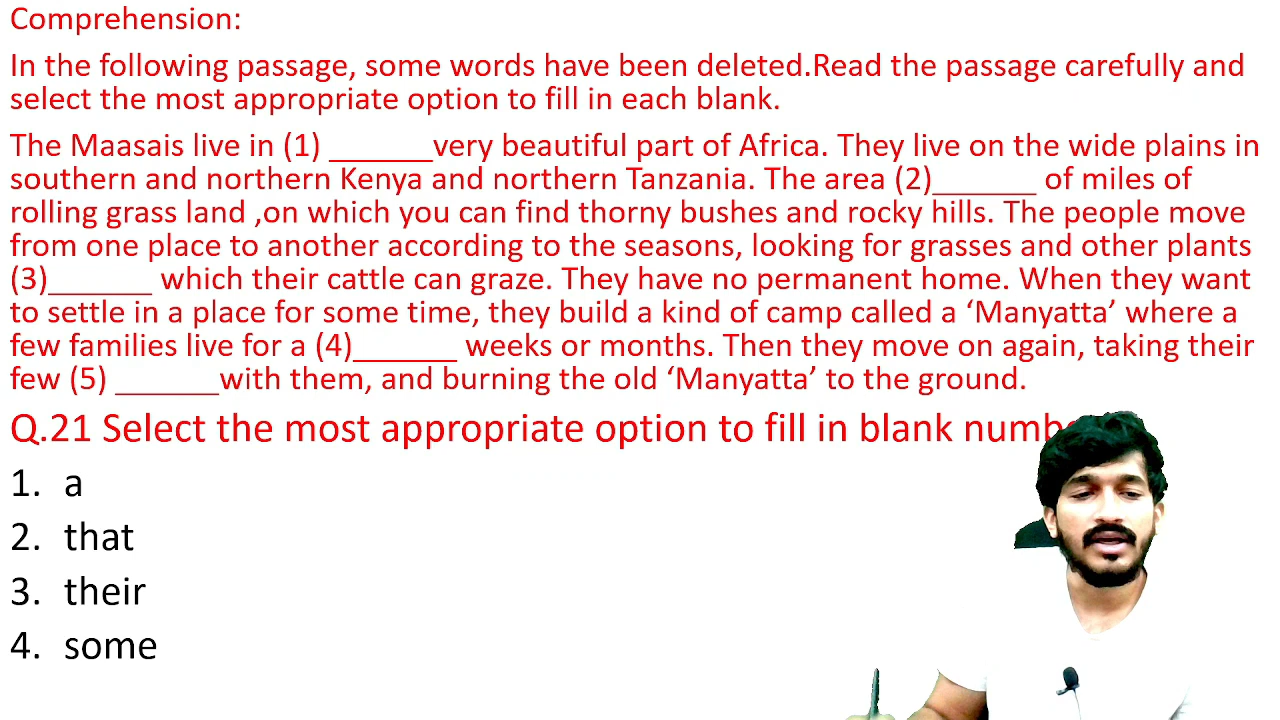 Comprehension:
In the following passage, some words have been deleted.Read the passage carefully and
select the most appropriate option to fill in each blank.
The Maasais live in (1) ______very beautiful part of Africa. They live on the wide plains in
southern and northern Kenya and northern Tanzania. The area (2)______ of miles of
rolling grass land ,on which you can find thorny bushes and rocky hills. The people move
from one place to another according to the seasons, looking for grasses and other plants
(3)______ which their cattle can graze. They have no permanent home. When they want
to settle in a place for some time, they build a kind of camp called a ‘Manyatta’ where a
few families live for a (4)______ weeks or months. Then they move on again, taking their
few (5) ______with them, and burning the old ‘Manyatta’ to the ground.
Q.21 Select the most appropriate option to fill in blank
1. a
2. that
3. their
4. some